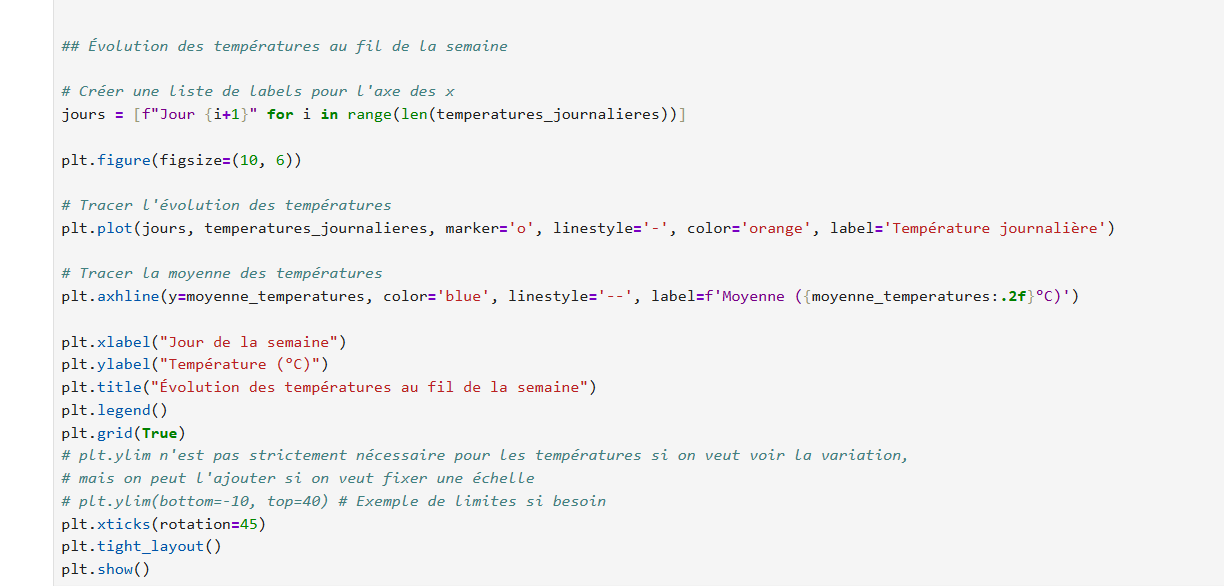 ## Évolution des températures au fil de la semaine
# Créer une liste de labels pour l'axe des x
jours = [f"Jour {i+1}" for i in range(len(temperatures_journalieres))]
plt.figure(figsize=(10, 6))
# Tracer l'évolution des températures
plt.plot(jours, temperatures_journalieres, marker='o', linestyle='-', color='orange', label='Température journalière')
# Tracer la moyenne des températures
plt.axhline(y=moyenne_temperatures, color='blue', linestyle='--', label=f'Moyenne ({moyenne_temperatures:.2f}°C)')
plt.xlabel("Jour de la semaine")
plt.ylabel("Température (°C)")
plt.title("Évolution des températures au fil de la semaine")
plt.legend()
plt.grid(True)
# plt.ylim n'est pas strictement nécessaire pour les températures si on veut voir la variation,
# mais on peut l'ajouter si on veut fixer une échelle
# plt.ylim(bottom=-10, top=40) # Exemple de limites si besoin
plt.xticks(rotation=45)
plt.tight_layout()
plt.show()